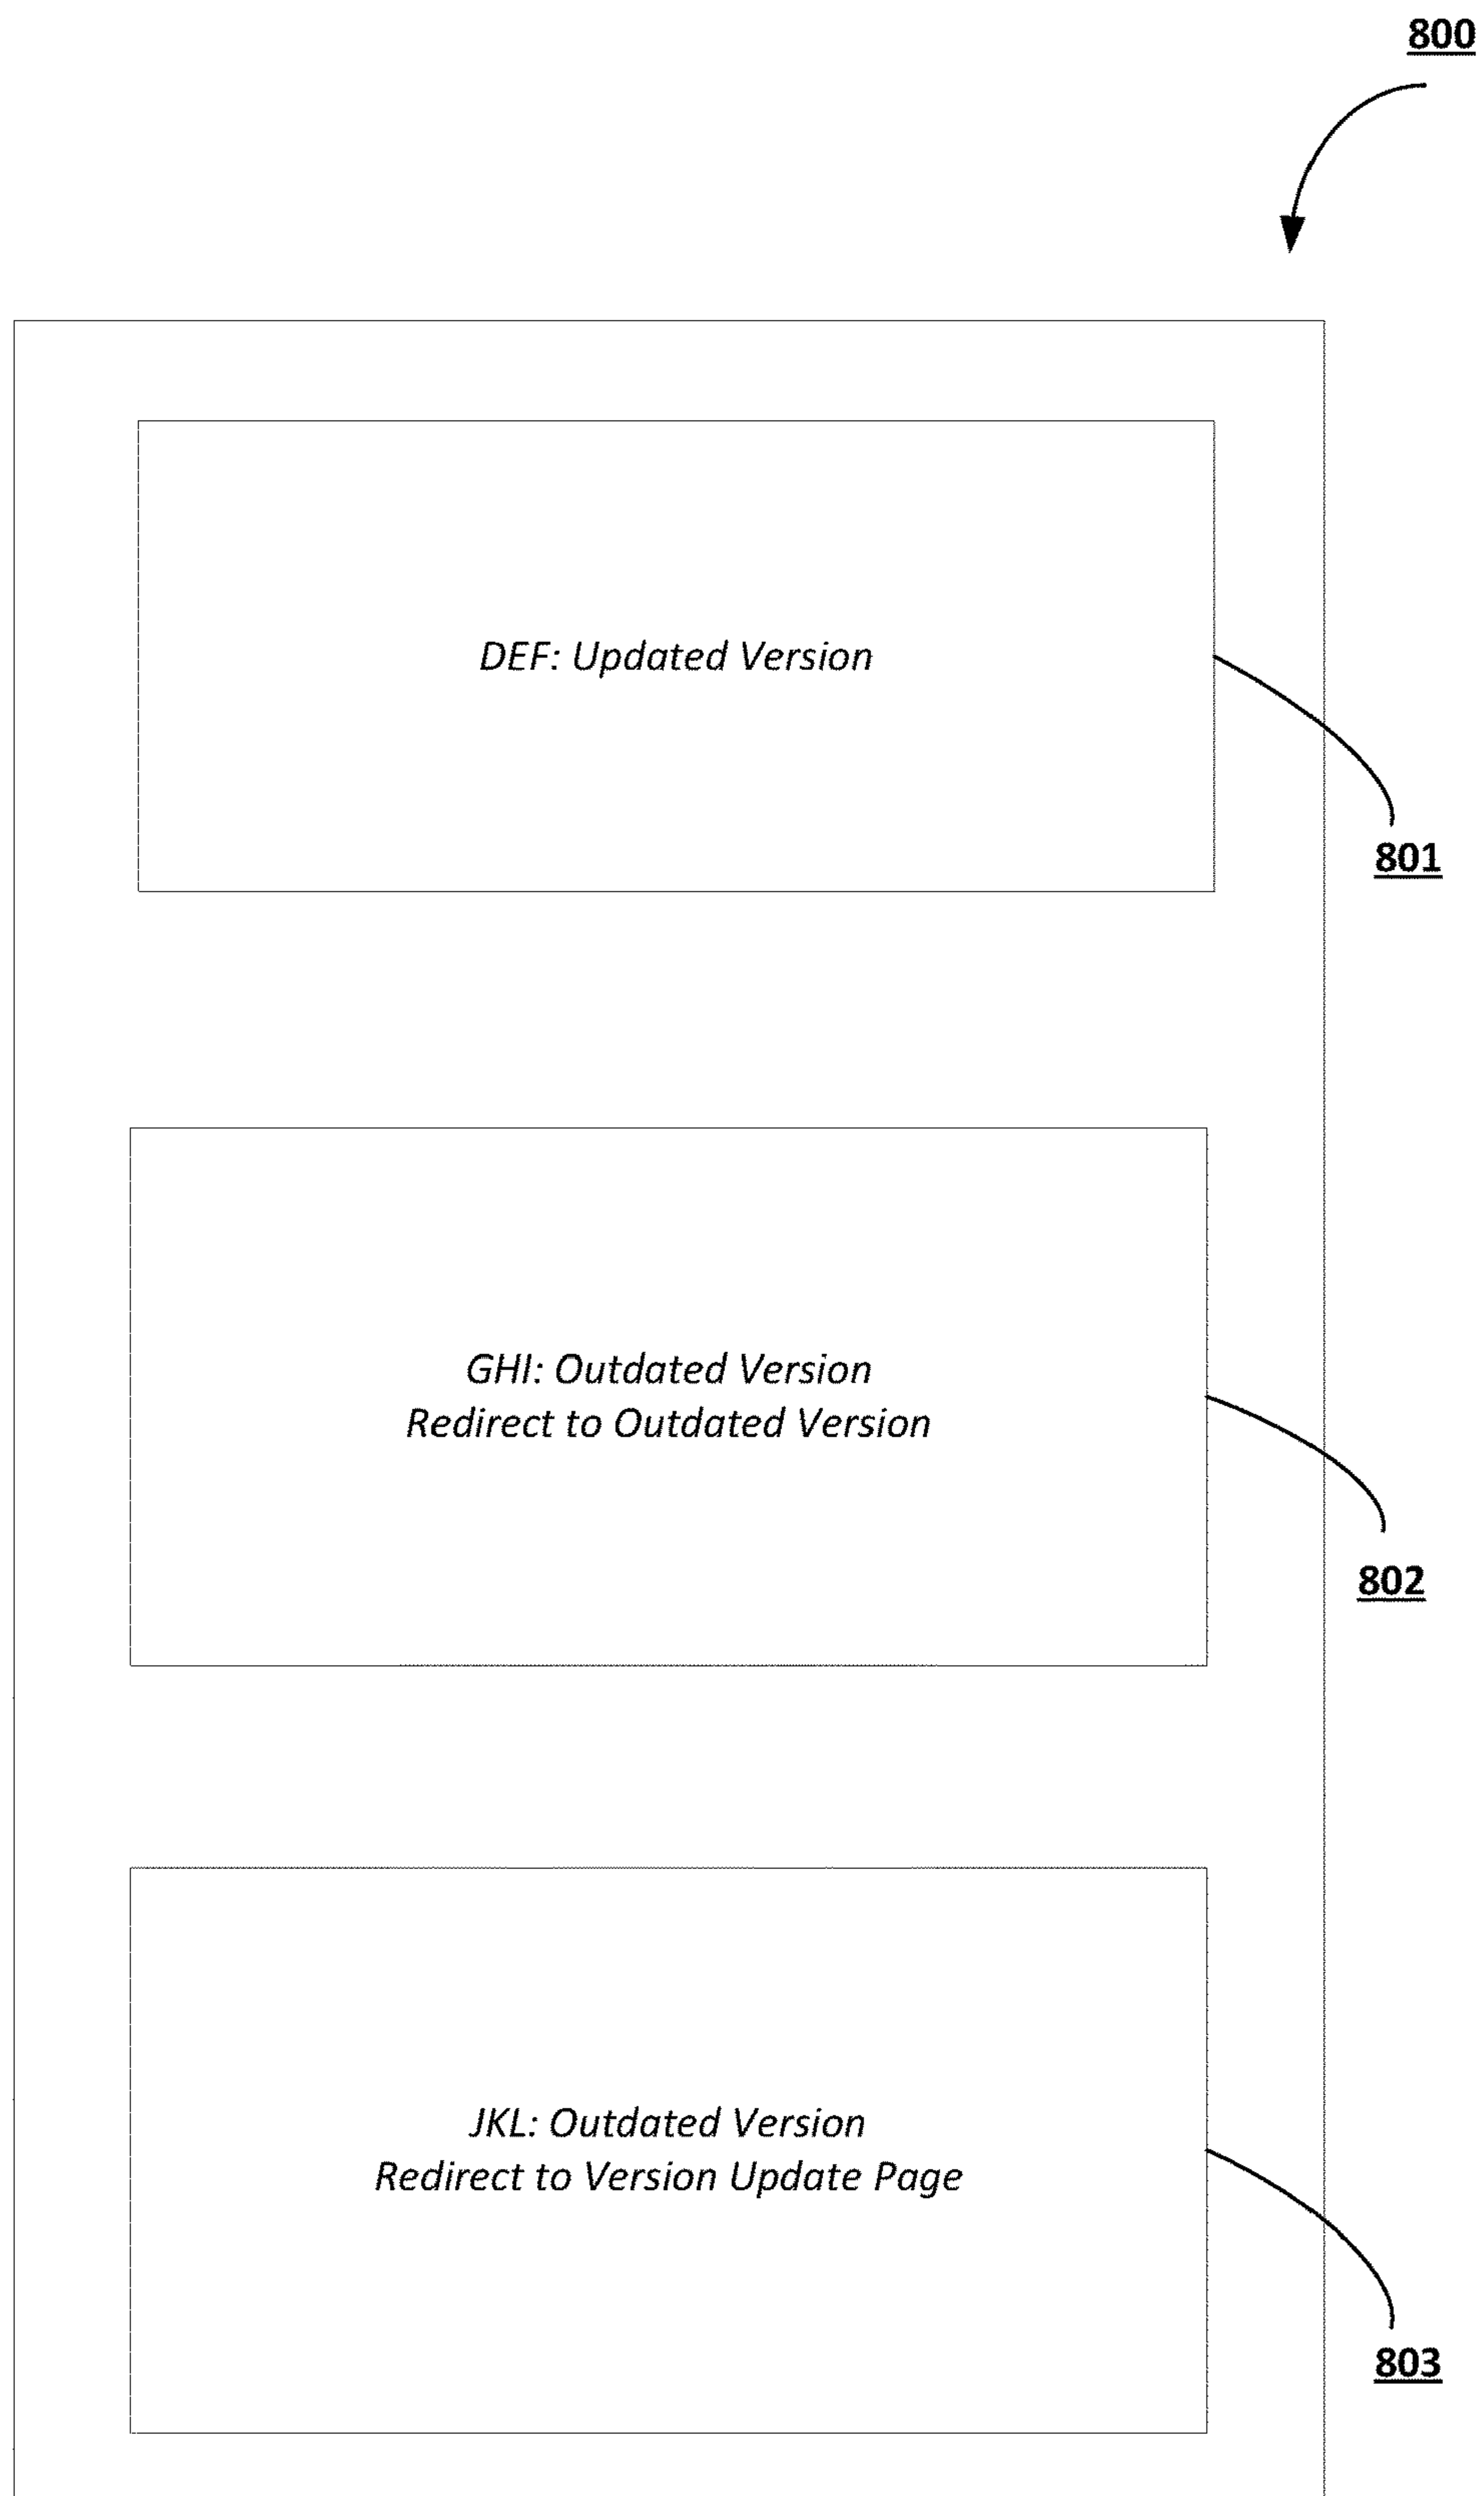 800
DEF: Updated Version
801
GHI: Outdated Version
Redirect to Outdated Version
802
JKL: Outdated Version
Redirect to Version Update Page
803